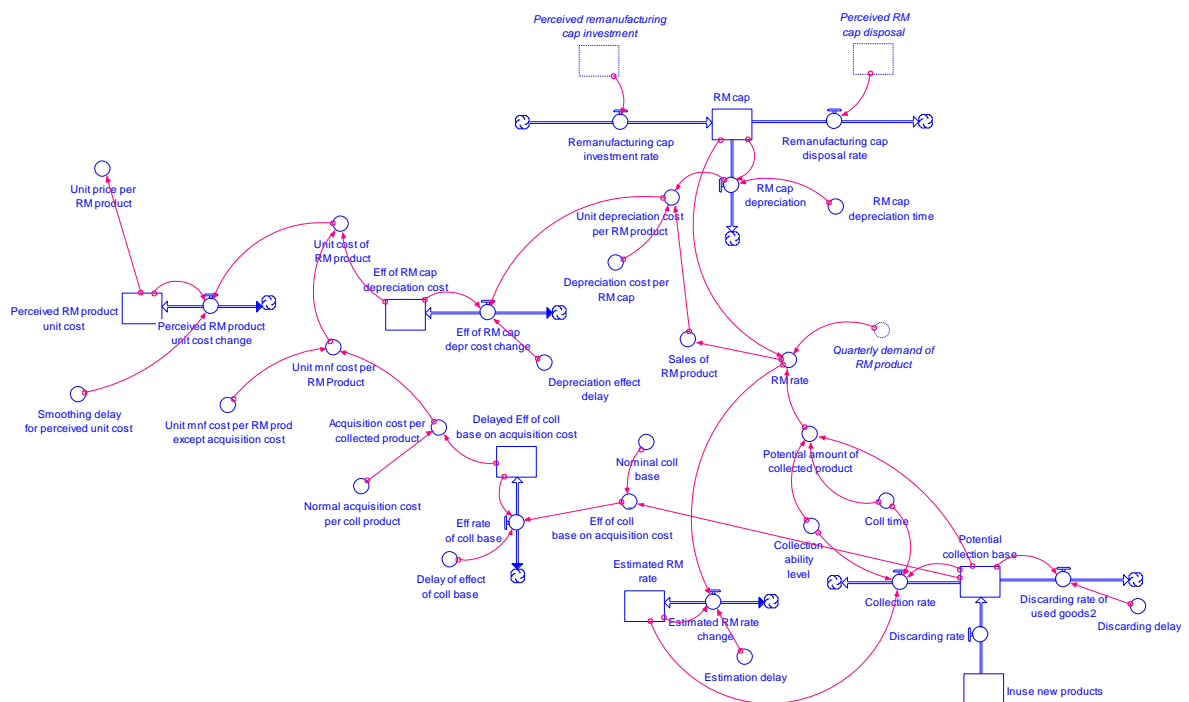 Perceived remanufacturing
cap investment
Perceived RM
cap disposal
RM cap
Remanufacturing cap
investment rate
Remanufacturing cap
disposal rate
Unit price per
RM product
RM cap
depreciation
RM cap
depreciation time
Unit depreciation cost
per RM product
Unit cost of
RM product
Eff of RM cap
depreciation cost
Depreciation cost per
RM cap
Perceived RM product
unit cost
Perceived RM product
unit cost change
Eff of RM cap
depr cost change
Sales of
RM product
Quarterly demand of
RM product
RM rate
Unit mnf cost per
RM Product
Depreciation effect
delay
Smoothing delay
for perceived unit cost
Unit mnf cost per RM prod
except acquisition cost
Acquisition cost per
collected product
Delayed Eff of coll
base on acquisition cost
Nominal coll
base
Potential amount of
collected product
Normal acquisition cost
per coll product
Eff rate
of coll base
Eff of coll
base on acquisition cost
Coll time
Collection
ability
level
Potential
collection base
Delay of effect
of coll base
Estimated RM
rate
Collection rate
Discarding rate of
used goods2
Discarding delay
Estimated RM rate
change
Discarding rate
Estimation delay
Inuse new products